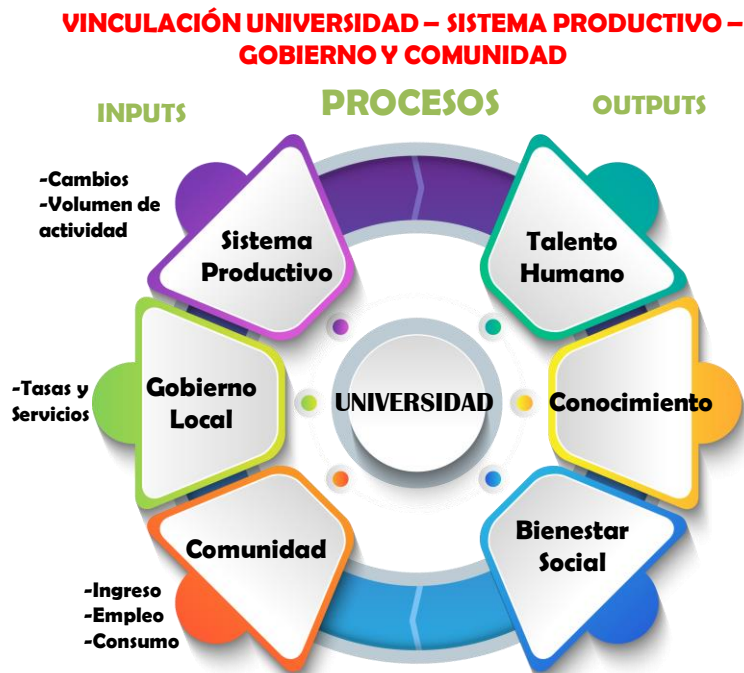 VINCULACIÓN UNIVERSIDAD – SISTEMA PRODUCTIVO –
GOBIERNO Y COMUNIDAD
INPUTS
PROCESOS
OUTPUTS
-Cambios
-Volumen de
actividad
Sistema
Productivo
Talento
Humano
-Tasas y
Servicios
Gobierno
Local
UNIVERSIDAD
Conocimiento
Comunidad
Bienestar
Social
-Ingreso
-Empleo
-Consumo